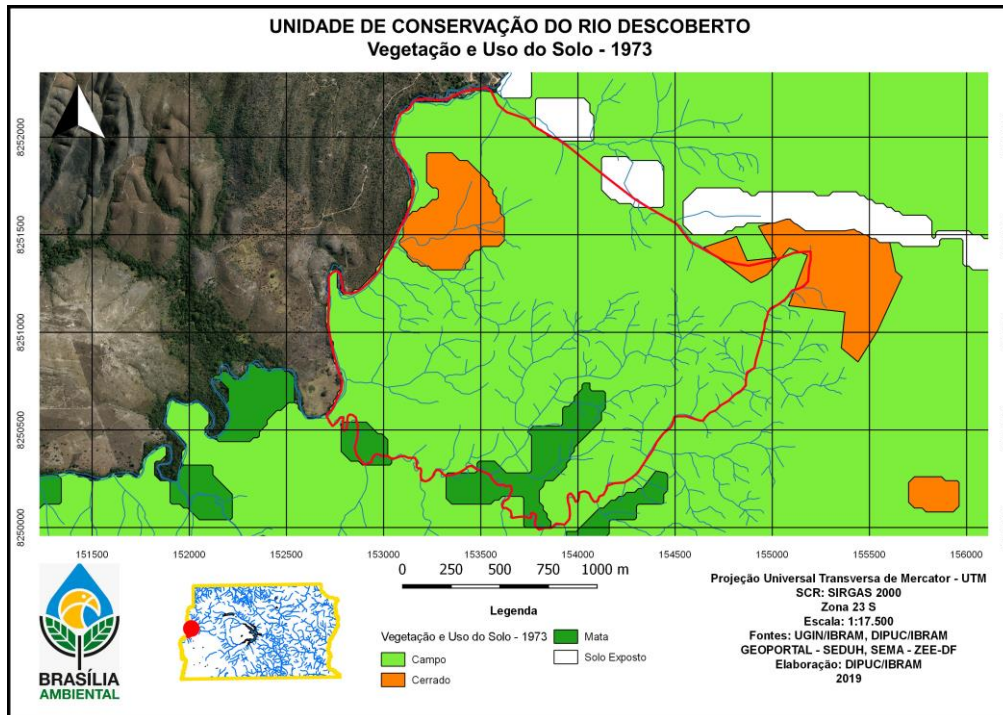 UNIDADE DE CONSERVAÇÃO DO RIO DESCOBERTO
Vegetação e Uso do Solo - 1973
8252000
8251500
8251000
8250500
8250000
151500 152000 152500 153000 153500 154000 154500 155000 155500 156000
0 250 500 750 1000 m
Legenda
Vegetação e Uso do Solo - 1973
Campo
Cerrado
Mata
Solo Exposto
BRASÍLIA
AMBIENTAL
Projeção Universal Transversa de Mercator - UTM
SCR: SIRGAS 2000
Zona 23 S
Escala: 1:17.500
Fontes: UGIN/IBRAM, DIPUC/IBRAM
GEOPORTAL - SEDUH, SEMA - ZEE-DF
Elaboração: DIPUC/IBRAM
2019